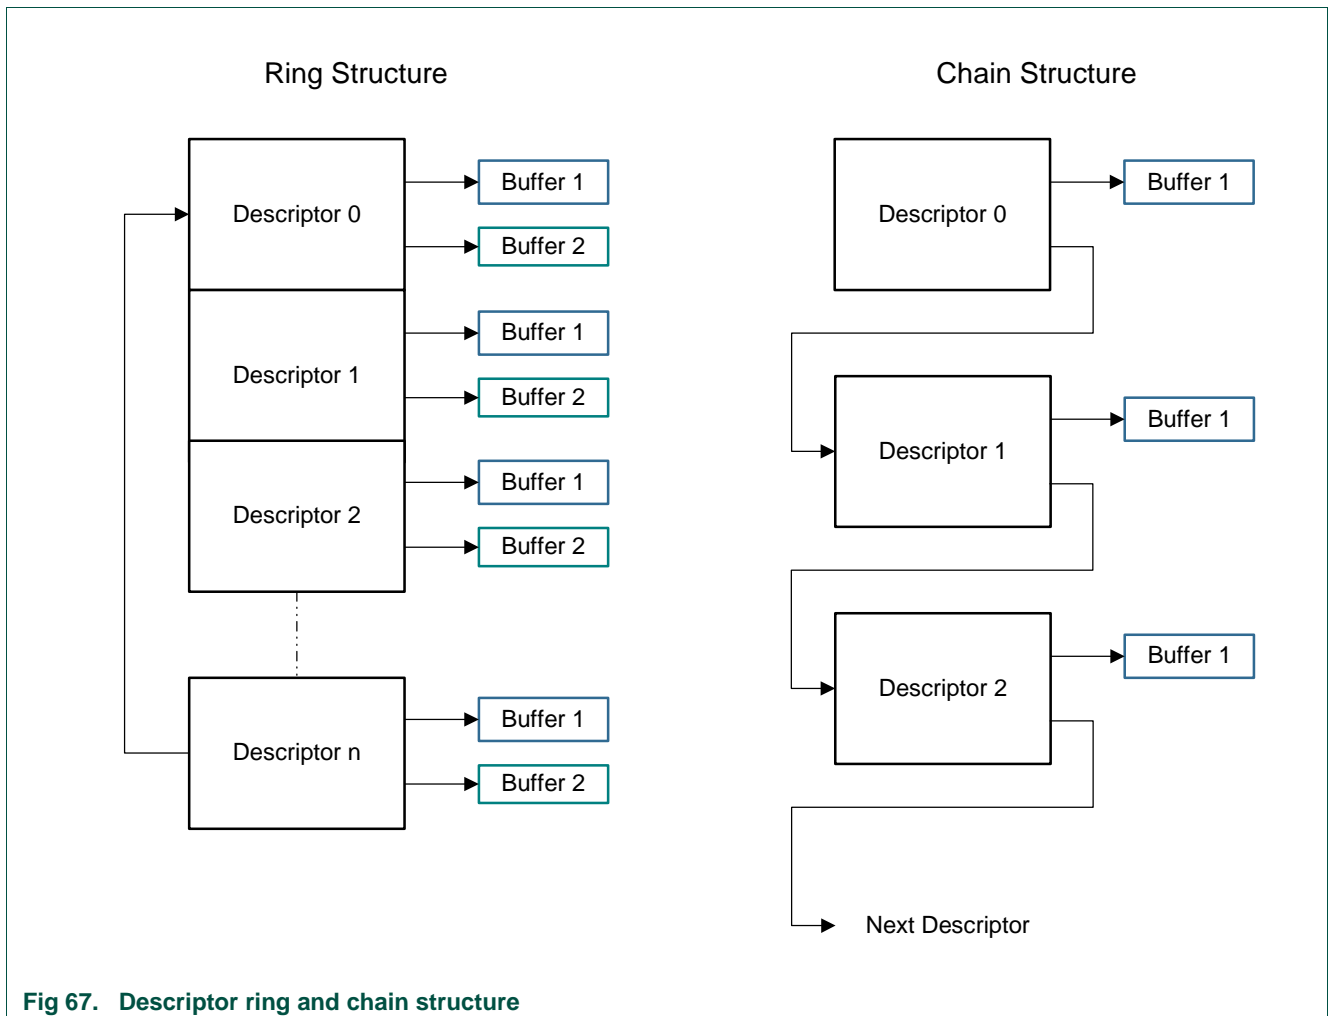 Ring Structure
Descriptor 0
Buffer 1
Buffer 2
Descriptor 1
Buffer 1
Buffer 2
Descriptor 2
Buffer 1
Buffer 2
Descriptor n
Buffer 1
Buffer 2
Chain Structure
Descriptor 0
Buffer 1
Descriptor 1
Buffer 1
Descriptor 2
Buffer 1
Next Descriptor
Fig 67. Descriptor ring and chain structure